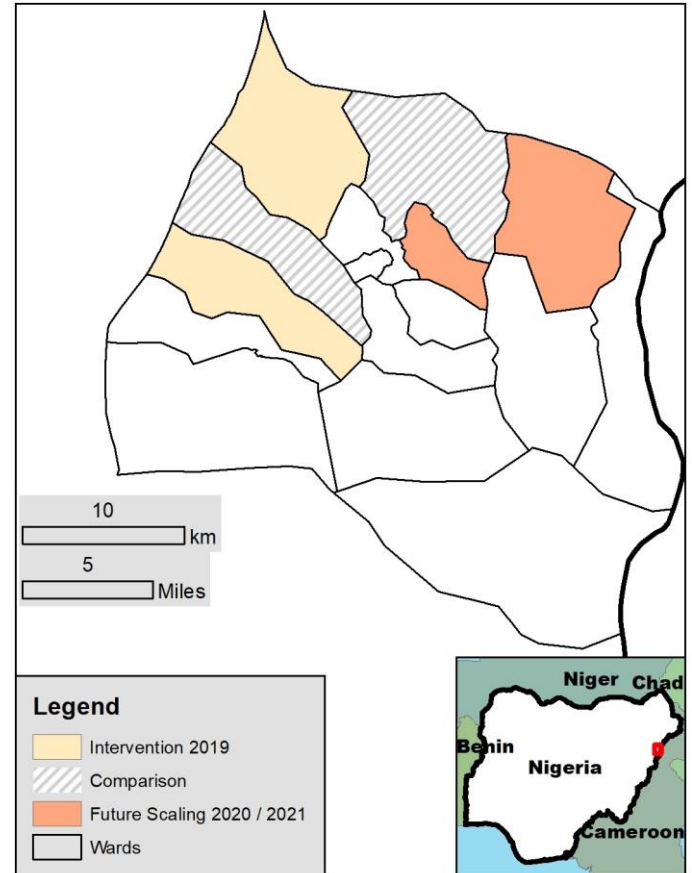 10
km
5
Miles
Legend
Intervention 2019
Comparison
Future Scaling 2020 / 2021
Wards
Niger Chad
Benin
Nigeria
Cameroon